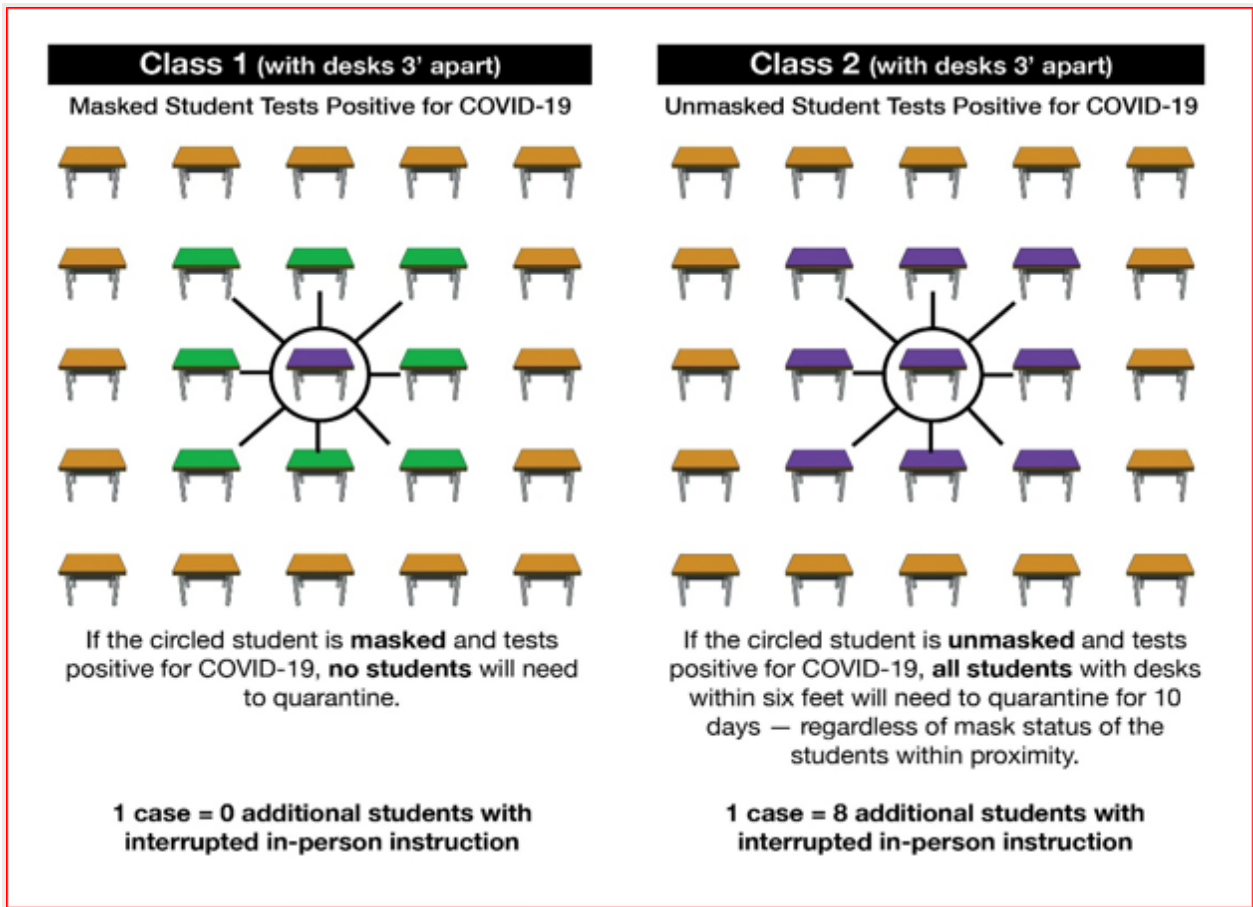 Class 1 (with desks 3' apart)
Masked Student Tests Positive for COVID-19
If the circled student is masked and tests
positive for COVID-19, no students will need
to quarantine.
1 case = 0 additional students with
interrupted in-person instruction
Class 2 (with desks 3' apart)
Unmasked Student Tests Positive for COVID-19
If the circled student is unmasked and tests
positive for COVID-19, all students with desks
within six feet will need to quarantine for 10
days — regardless of mask status of the
students within proximity.
1 case = 8 additional students with
interrupted in-person instruction